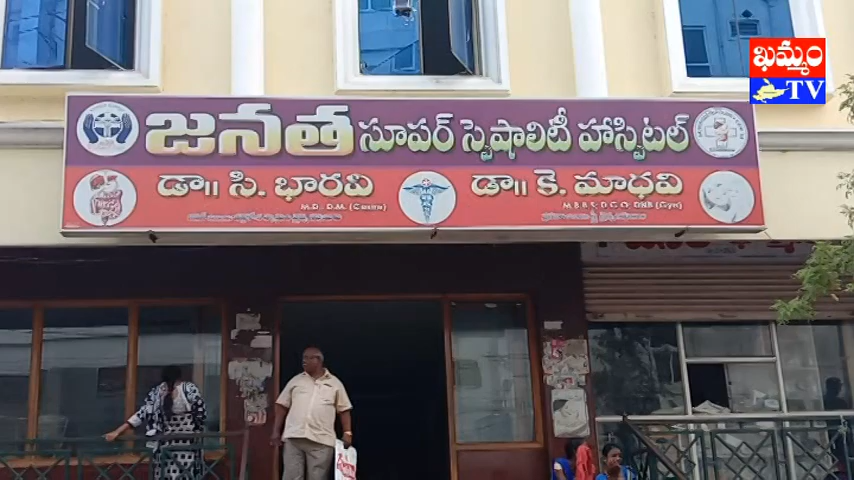 ఖమ్మం
TV
జనత సూపర్ స్పెషాలిటీ హాస్పిటల్
డా॥ సి. భారవి
M.D., D.M. (Gastro)
డా॥ కె. మాధవి
M.B.B.S; D.G.O; DNB (Gyn)